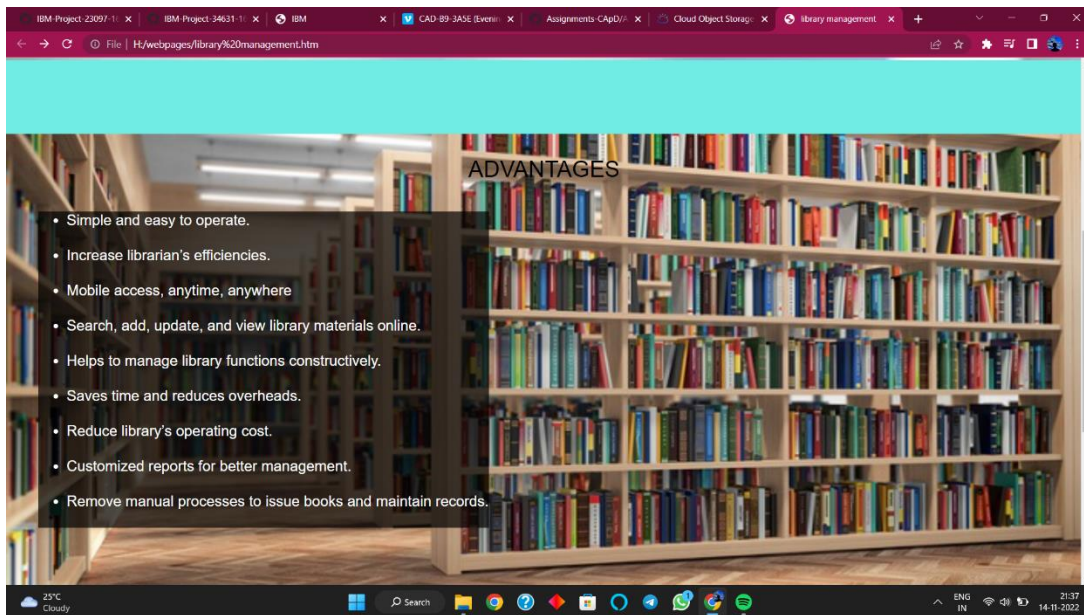 IBM-Project-23097-16
IBM-Project-34631-16
IBM
CAD-B9-3A5E (Evenin
Assignments-CApD/A
Cloud Object Storage
library management
File | H:/webpages/library%20management.htm
ADVANTAGES
• Simple and easy to operate.
• Increase librarian's efficiencies.
• Mobile access, anytime, anywhere
• Search, add, update, and view library materials online.
• Helps to manage library functions constructively.
• Saves time and reduces overheads.
• Reduce library's operating cost.
• Customized reports for better management.
• Remove manual processes to issue books and maintain records.
25°C
Cloudy
Search
ENG
IN
21:37
14-11-2022